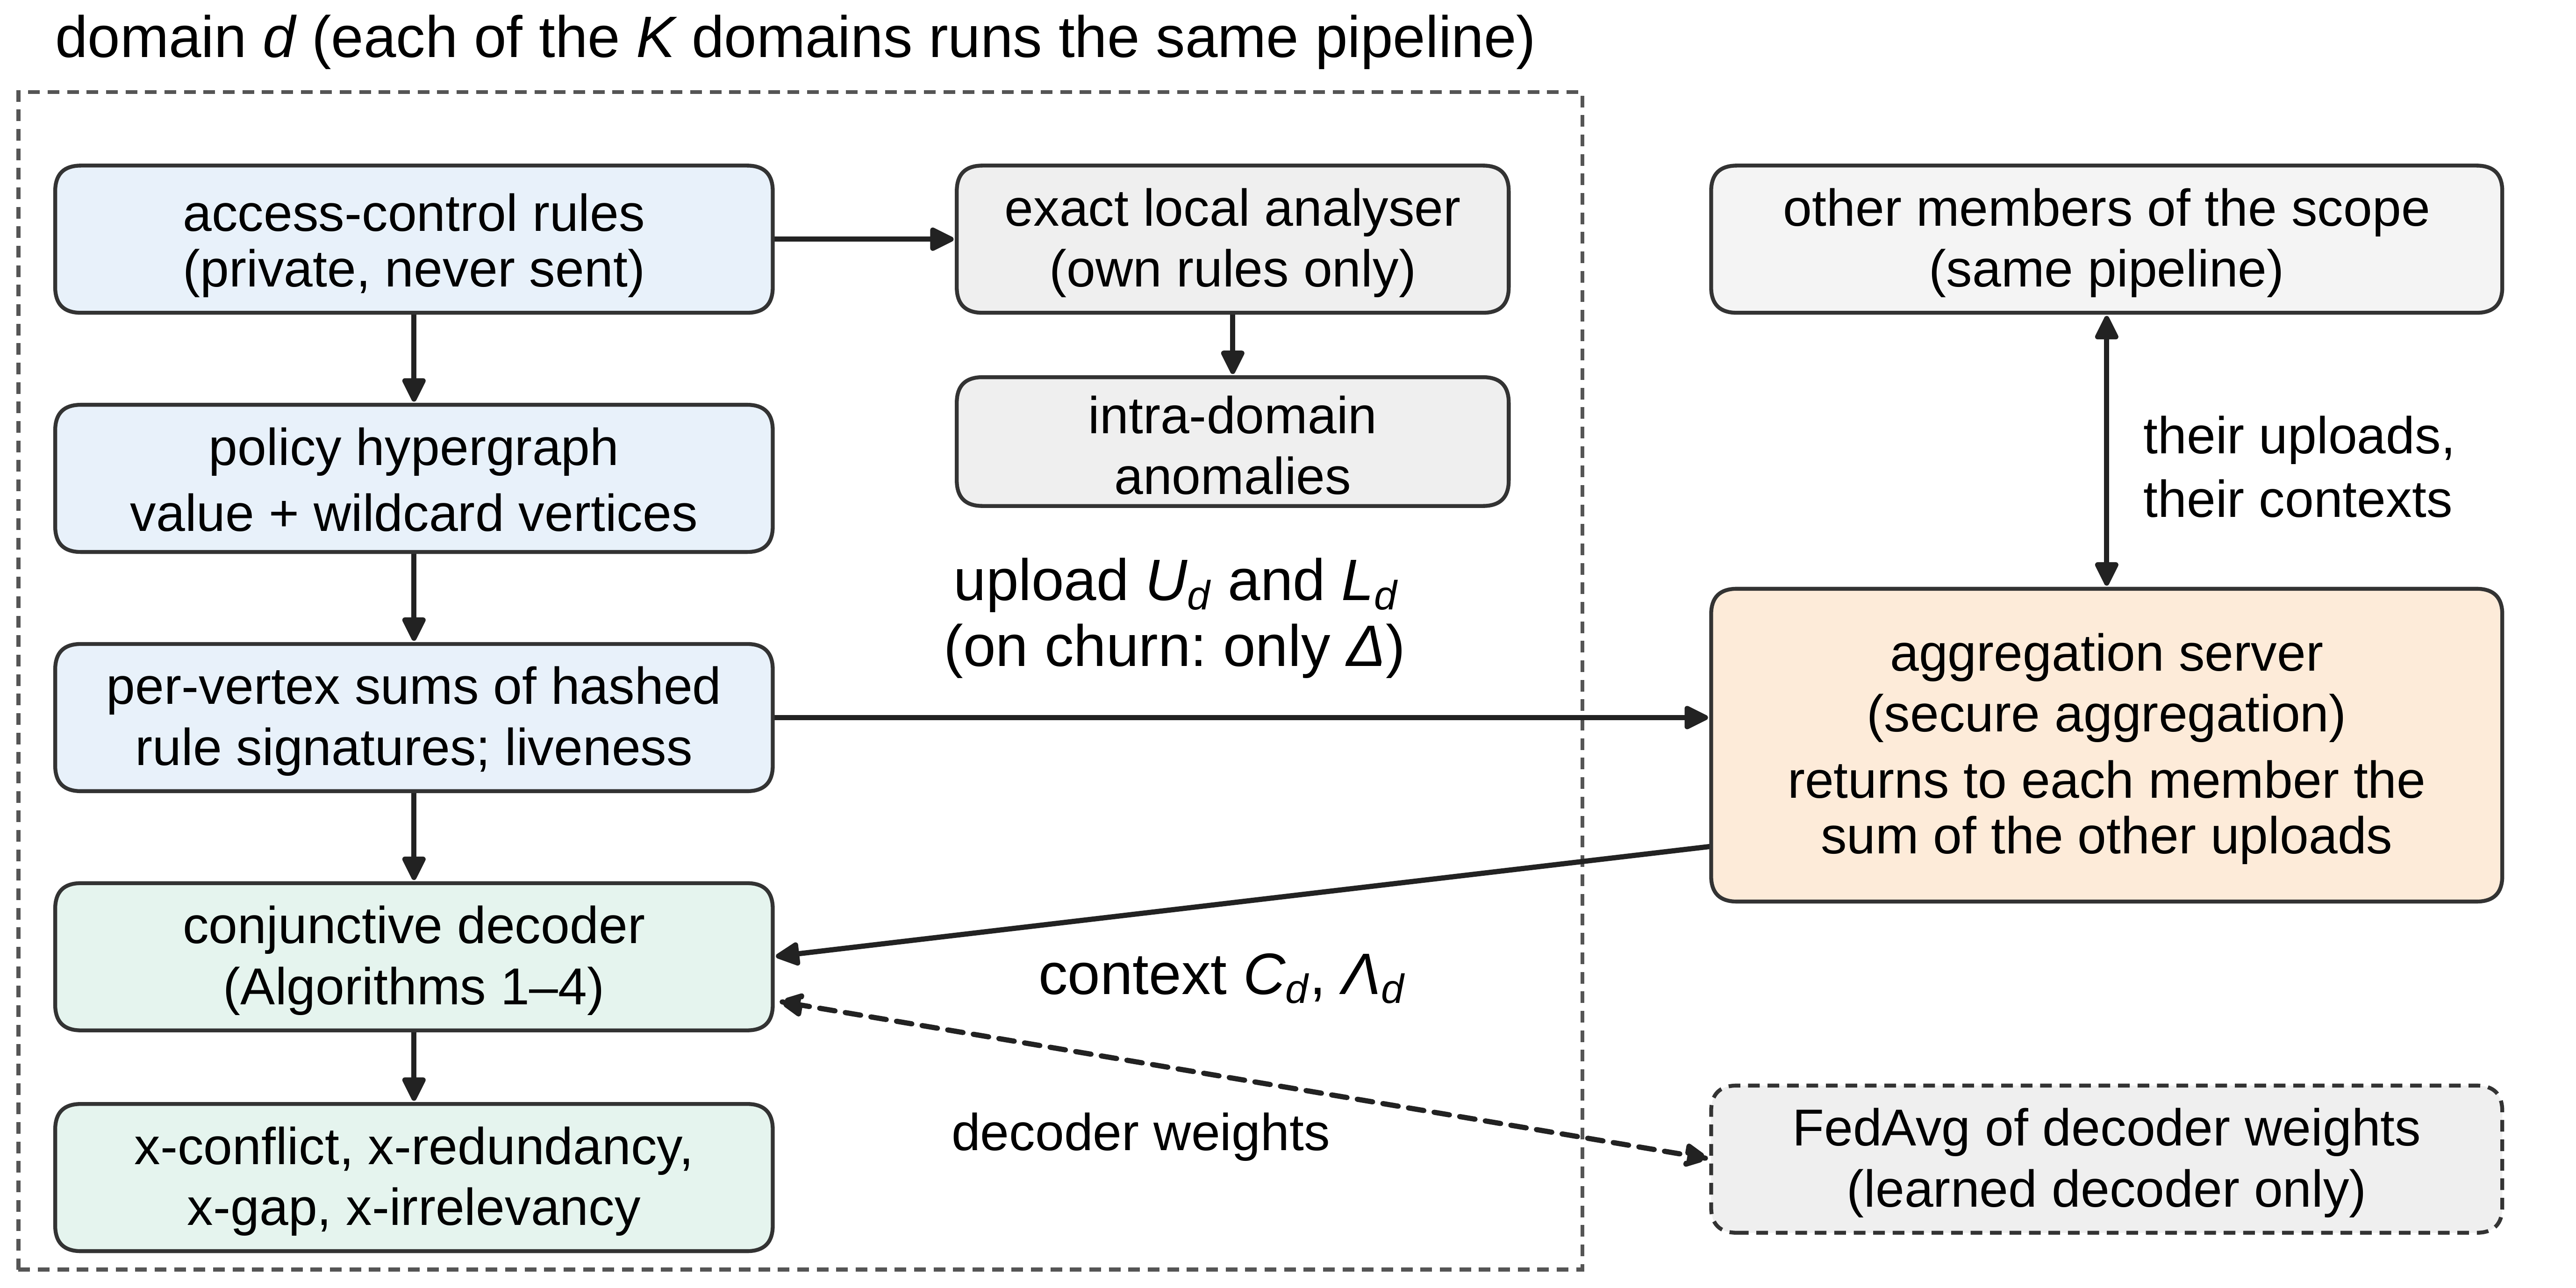 domain d (each of the K domains runs the same pipeline)
access-control rules
(private, never sent)
exact local analyser
(own rules only)
other members of the scope
(same pipeline)
policy hypergraph
value + wildcard vertices
intra-domain
anomalies
their uploads,
their contexts
upload U_d and L_d
(on churn: only Δ)
per-vertex sums of hashed
rule signatures; liveness
aggregation server
(secure aggregation)
returns to each member the
sum of the other uploads
conjunctive decoder
(Algorithms 1–4)
context C_d, Λ_d
decoder weights
x-conflict, x-redundancy,
x-gap, x-irrelevancy
FedAvg of decoder weights
(learned decoder only)